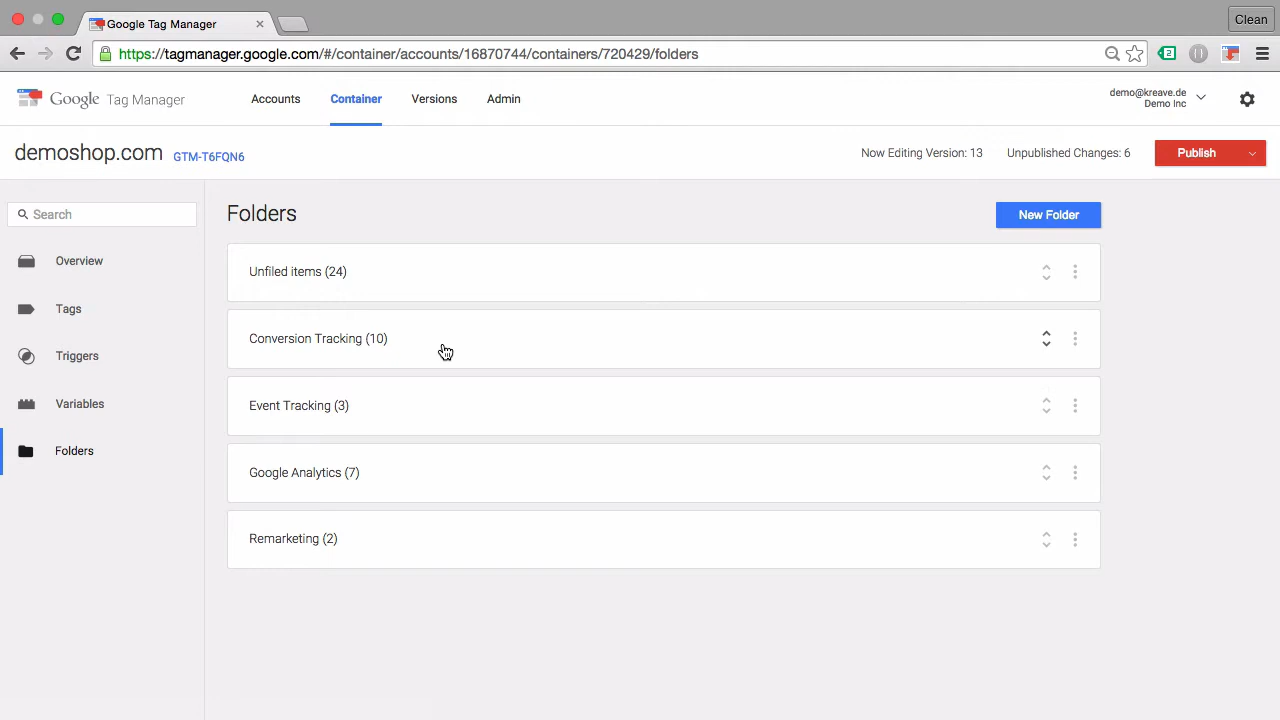 Google Tag Manager
Clean
https://tagmanager.google.com/#/container/accounts/16870744/containers/720429/folders
2
Google Tag Manager
Accounts
Container
Versions
Admin
demo@kreave.de
Demo Inc
demoshop.com
GTM-T6FQN6
Now Editing Version: 13
Unpublished Changes: 6
Publish
Search
Overview
Tags
Triggers
Variables
Folders
Folders
New Folder
Unfiled items (24)
Conversion Tracking (10)
Event Tracking (3)
Google Analytics (7)
Remarketing (2)